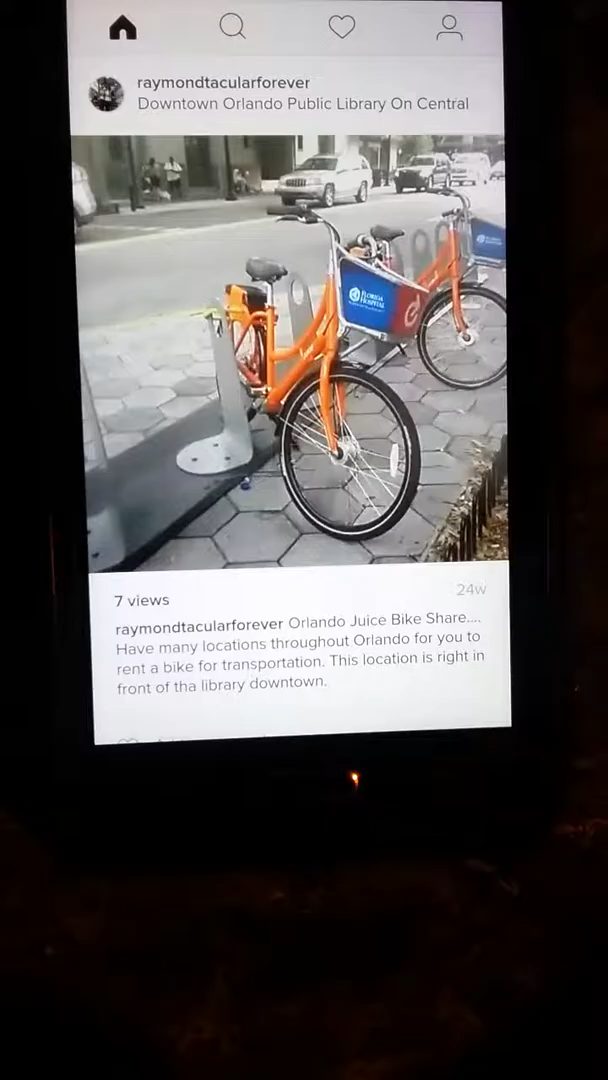 raymondtacularforever
Downtown Orlando Public Library On Central
FLORIDA
HOSPITAL
7 views
24w
raymondtacularforever Orlando Juice Bike Share....
Have many locations throughout Orlando for you to
rent a bike for transportation. This location is right in
front of tha library downtown.